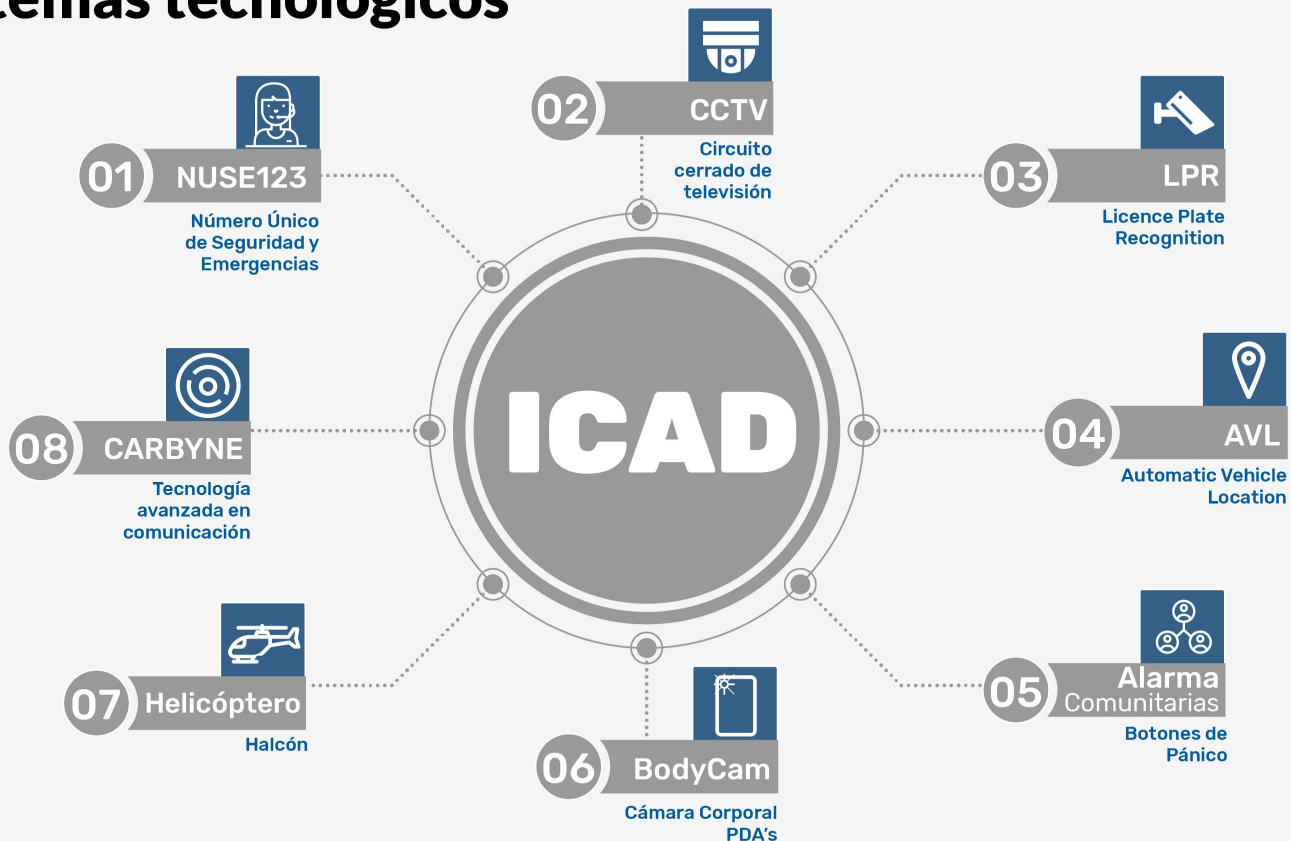 temas tecnológicos
01
NUSE123
Número Único
de Seguridad y
Emergencias
02
CCTV
Circuito
cerrado de
televisión
03
LPR
Licence Plate
Recognition
04
AVL
Automatic Vehicle
Location
05
Alarma
Comunitarias
Botones de
Pánico
06
BodyCam
Cámara Corporal
PDA's
07
Helicóptero
Halcón
08
CARBYNE
Tecnología
avanzada en
comunicación
ICAD